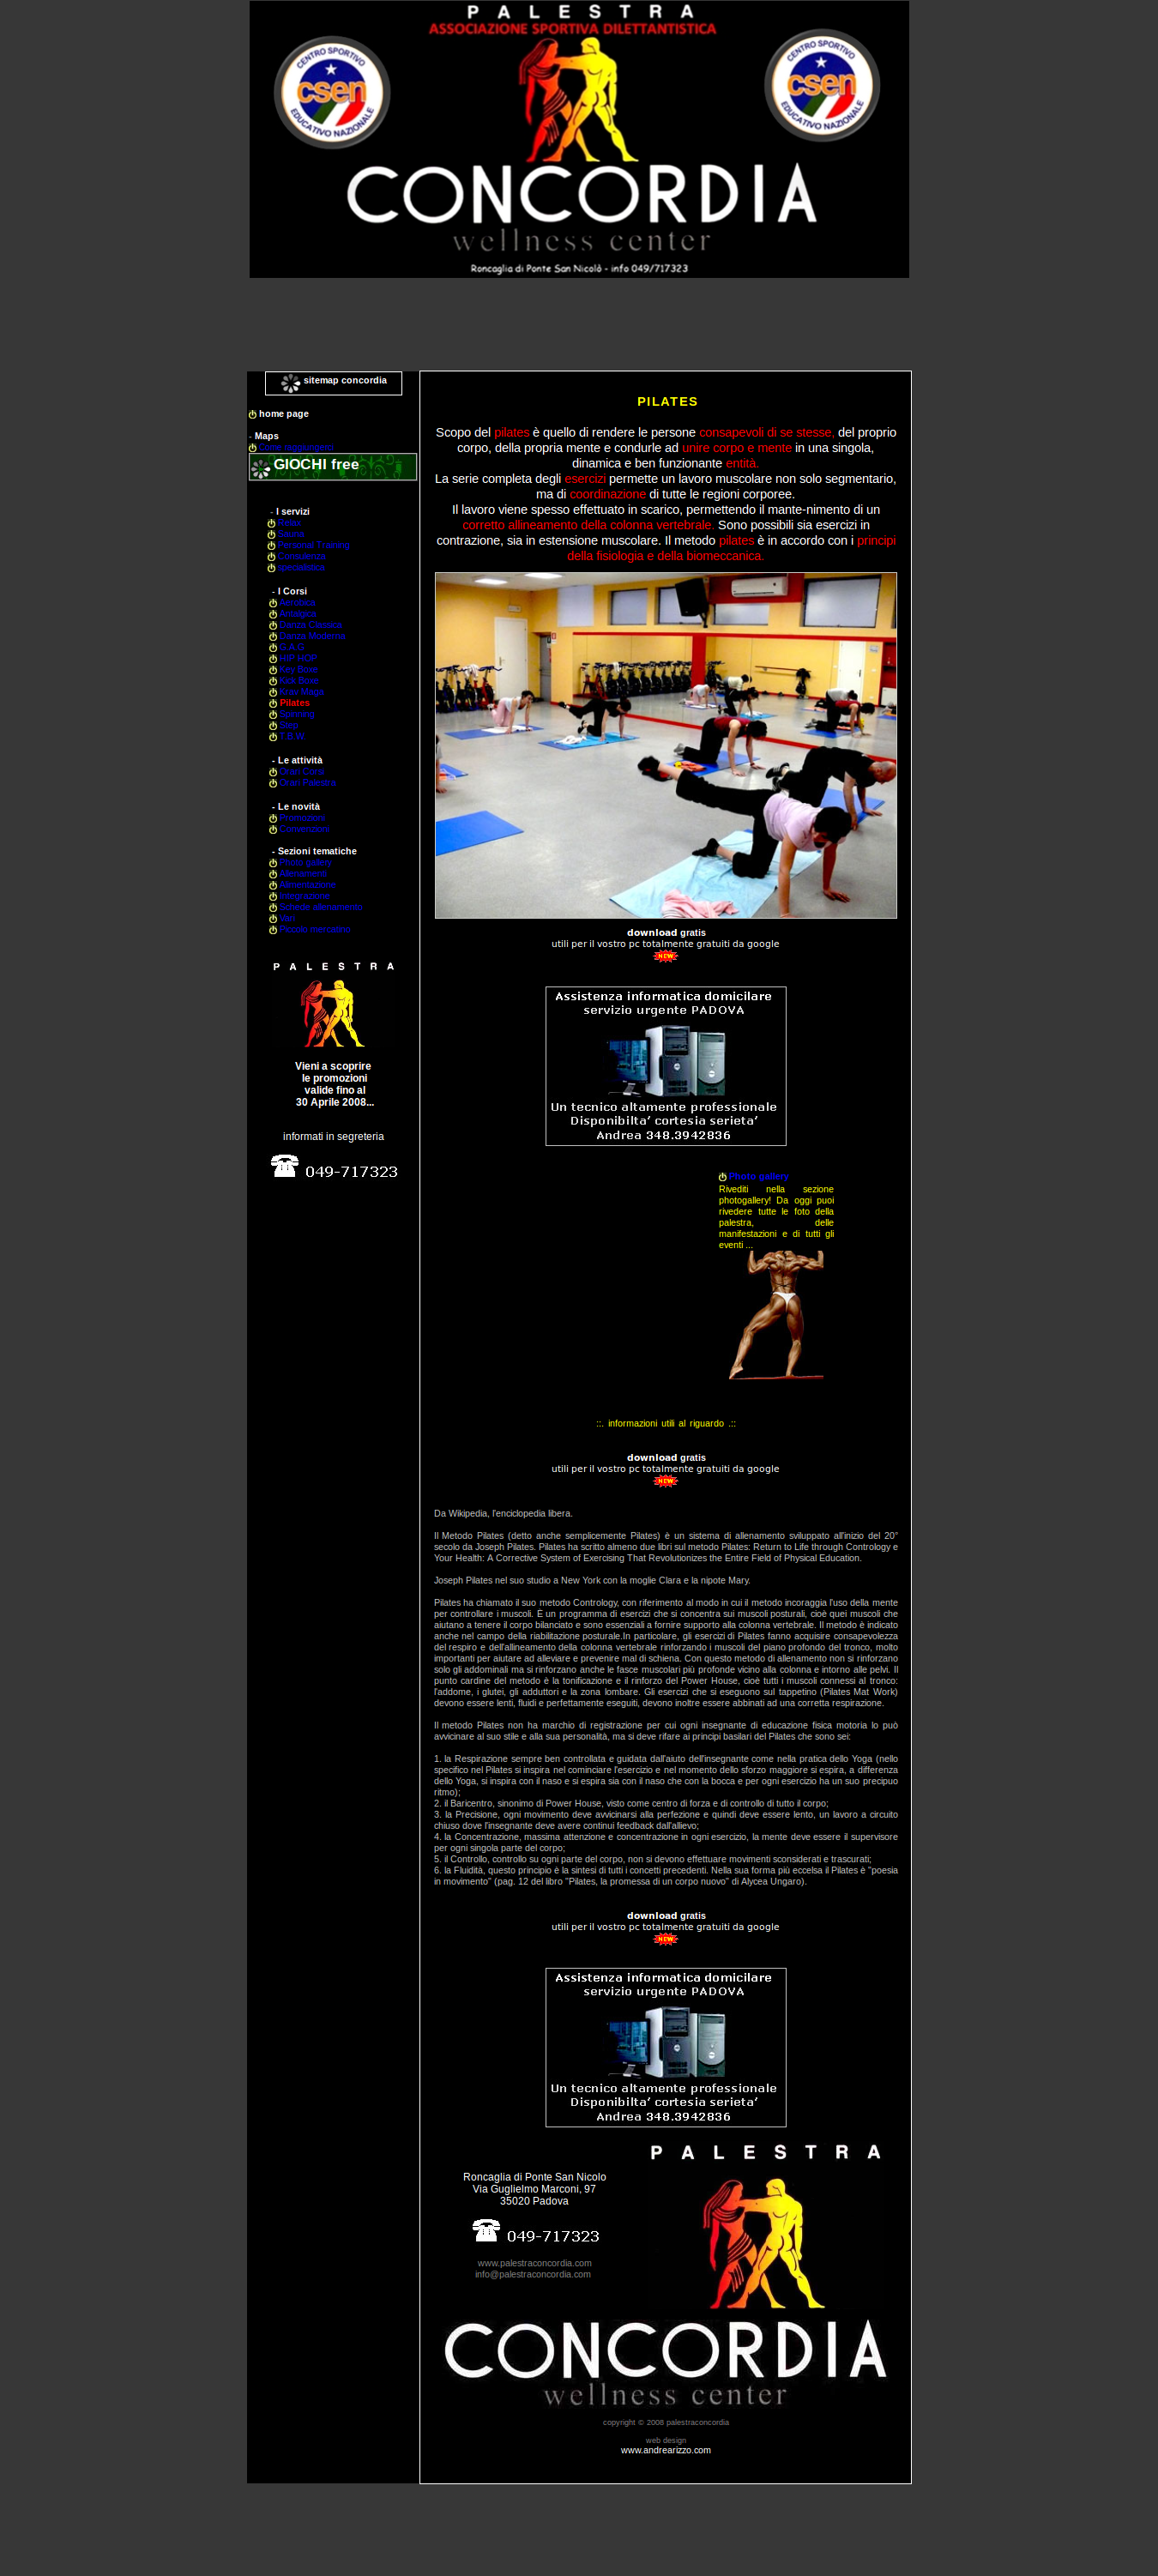 PALESTRA
ASSOCIAZIONE SPORTIVA DILETTANTISTICA
CENTRO SPORTIVO
csen
EDUCATIVO NAZIONALE
CENTRO SPORTIVO
csen
EDUCATIVO NAZIONALE
CONCORDIA
wellness center
Roncaglia di Ponte San Nicolò - info 049/717323
sitemap concordia
home page
- Maps
Come raggiungerci
GIOCHI free
- I servizi
Relax
Sauna
Personal Training
Consulenza
specialistica
- I Corsi
Aerobica
Antalgica
Danza Classica
Danza Moderna
G.A.G
HIP HOP
Key Boxe
Kick Boxe
Krav Maga
Pilates
Spinning
Step
T.B.W.
- Le attività
Orari Corsi
Orari Palestra
- Le novità
Promozioni
Convenzioni
- Sezioni tematiche
Photo gallery
Allenamenti
Alimentazione
Integrazione
Schede allenamento
Vari
Piccolo mercatino
PALESTRA
Vieni a scoprire
le promozioni
valide fino al
30 Aprile 2008...
informati in segreteria
049-717323
PILATES
Scopo del pilates è quello di rendere le persone consapevoli di se stesse, del proprio
corpo, della propria mente e condurle ad unire corpo e mente in una singola,
dinamica e ben funzionante entità.
La serie completa degli esercizi permette un lavoro muscolare non solo segmentario,
ma di coordinazione di tutte le regioni corporee.
Il lavoro viene spesso effettuato in scarico, permettendo il mante-nimento di un
corretto allineamento della colonna vertebrale. Sono possibili sia esercizi in
contrazione, sia in estensione muscolare. Il metodo pilates è in accordo con i principi
della fisiologia e della biomeccanica.
download gratis
utili per il vostro pc totalmente gratuiti da google
NEW
Assistenza informatica domicilare
servizio urgente PADOVA
Un tecnico altamente professionale
Disponibilta' cortesia serieta'
Andrea 348.3942836
Photo gallery
Rivediti nella sezione
photogallery! Da oggi puoi
rivedere tutte le foto della
palestra, delle
manifestazioni e di tutti gli
eventi ...
::. informazioni utili al riguardo .::
download gratis
utili per il vostro pc totalmente gratuiti da google
NEW
Da Wikipedia, l'enciclopedia libera.
Il Metodo Pilates (detto anche semplicemente Pilates) è un sistema di allenamento sviluppato all'inizio del 20°
secolo da Joseph Pilates. Pilates ha scritto almeno due libri sul metodo Pilates: Return to Life through Contrology e
Your Health: A Corrective System of Exercising That Revolutionizes the Entire Field of Physical Education.
Joseph Pilates nel suo studio a New York con la moglie Clara e la nipote Mary.
Pilates ha chiamato il suo metodo Contrology, con riferimento al modo in cui il metodo incoraggia l'uso della mente
per controllare i muscoli. È un programma di esercizi che si concentra sui muscoli posturali, cioè quei muscoli che
aiutano a tenere il corpo bilanciato e sono essenziali a fornire supporto alla colonna vertebrale. Il metodo è indicato
anche nel campo della riabilitazione posturale.In particolare, gli esercizi di Pilates fanno acquisire consapevolezza
del respiro e dell'allineamento della colonna vertebrale rinforzando i muscoli del piano profondo del tronco, molto
importanti per aiutare ad alleviare e prevenire mal di schiena. Con questo metodo di allenamento non si rinforzano
solo gli addominali ma si rinforzano anche le fasce muscolari più profonde vicino alla colonna e intorno alle pelvi. Il
punto cardine del metodo è la tonificazione e il rinforzo del Power House, cioè tutti i muscoli connessi al tronco:
l'addome, i glutei, gli adduttori e la zona lombare. Gli esercizi che si eseguono sul tappetino (Pilates Mat Work)
devono essere lenti, fluidi e perfettamente eseguiti, devono inoltre essere abbinati ad una corretta respirazione.
Il metodo Pilates non ha marchio di registrazione per cui ogni insegnante di educazione fisica motoria lo può
avvicinare al suo stile e alla sua personalità, ma si deve rifare ai principi basilari del Pilates che sono sei:
1. la Respirazione sempre ben controllata e guidata dall'aiuto dell'insegnante come nella pratica dello Yoga (nello
specifico nel Pilates si inspira nel cominciare l'esercizio e nel momento dello sforzo maggiore si espira, a differenza
dello Yoga, si inspira con il naso e si espira sia con il naso che con la bocca e per ogni esercizio ha un suo precipuo
ritmo);
2. il Baricentro, sinonimo di Power House, visto come centro di forza e di controllo di tutto il corpo;
3. la Precisione, ogni movimento deve avvicinarsi alla perfezione e quindi deve essere lento, un lavoro a circuito
chiuso dove l'insegnante deve avere continui feedback dall'allievo;
4. la Concentrazione, massima attenzione e concentrazione in ogni esercizio, la mente deve essere il supervisore
per ogni singola parte del corpo;
5. il Controllo, controllo su ogni parte del corpo, non si devono effettuare movimenti sconsiderati e trascurati;
6. la Fluidità, questo principio è la sintesi di tutti i concetti precedenti. Nella sua forma più eccelsa il Pilates è "poesia
in movimento" (pag. 12 del libro "Pilates, la promessa di un corpo nuovo" di Alycea Ungaro).
download gratis
utili per il vostro pc totalmente gratuiti da google
NEW
Assistenza informatica domicilare
servizio urgente PADOVA
Un tecnico altamente professionale
Disponibilta' cortesia serieta'
Andrea 348.3942836
Roncaglia di Ponte San Nicolo
Via Guglielmo Marconi, 97
35020 Padova
049-717323
www.palestraconcordia.com
info@palestraconcordia.com
PALESTRA
CONCORDIA
wellness center
copyright © 2008 palestraconcordia
web design
www.andrearizzo.com